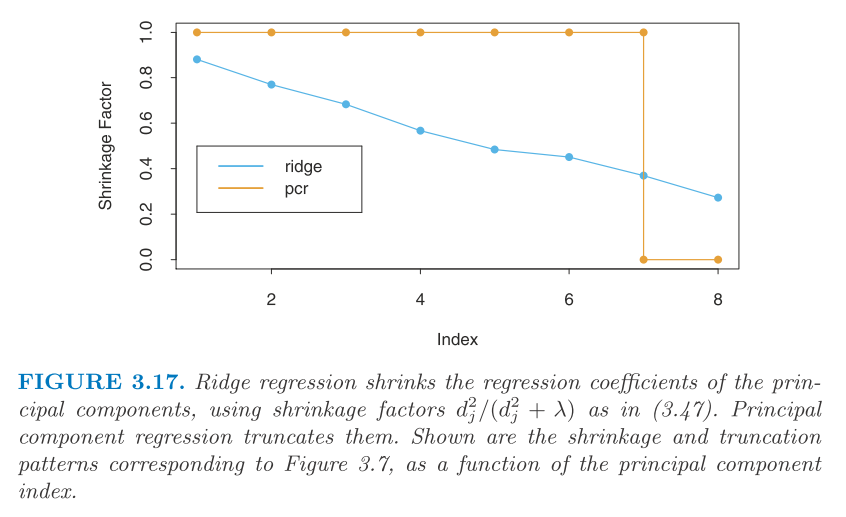 1.0
0.8
0.6
0.4
0.2
0.0
Shrinkage Factor
ridge
pcr
2 4 6 8
Index
FIGURE 3.17. Ridge regression shrinks the regression coefficients of the prin-
cipal components, using shrinkage factors d_j^2/(d_j^2 + λ) as in (3.47). Principal
component regression truncates them. Shown are the shrinkage and truncation
patterns corresponding to Figure 3.7, as a function of the principal component
index.